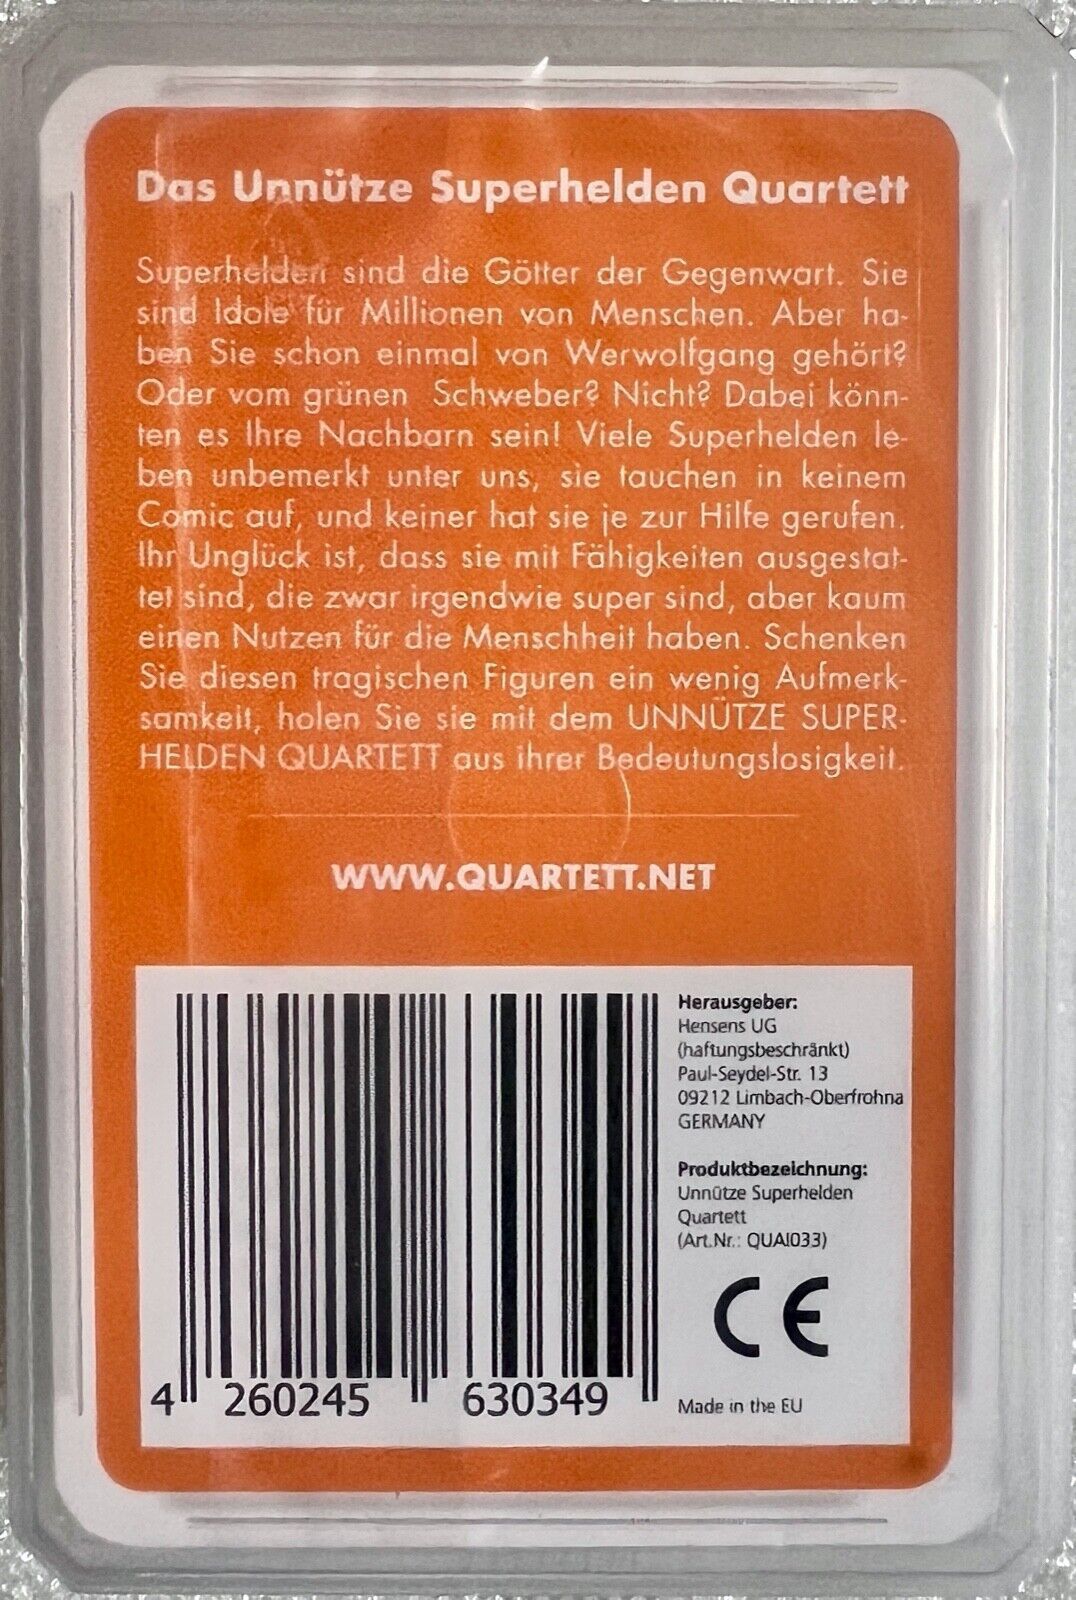 Das Unnütze Superhelden Quartett
Superhelden sind die Götter der Gegenwart. Sie
sind Idole für Millionen von Menschen. Aber ha-
ben Sie schon einmal von Werwolfgang gehört?
Oder vom grünen Schweber? Nicht? Dabei könn-
ten es Ihre Nachbarn sein! Viele Superhelden le-
ben unbemerkt unter uns, sie tauchen in keinem
Comic auf, und keiner hat sie je zur Hilfe gerufen.
Ihr Unglück ist, dass sie mit Fähigkeiten ausgestat-
tet sind, die zwar irgendwie super sind, aber kaum
einen Nutzen für die Menschheit haben. Schenken
Sie diesen tragischen Figuren ein wenig Aufmerk-
samkeit, holen Sie sie mit dem UNNÜTZE SUPER-
HELDEN QUARTETT aus ihrer Bedeutungslosigkeit.
WWW.QUARTETT.NET
4 260245 630349
Herausgeber:
Hensens UG
(haftungsbeschränkt)
Paul-Seydel-Str. 13
09212 Limbach-Oberfrohna
GERMANY
Produktbezeichnung:
Unnütze Superhelden
Quartett
(Art.Nr.: QUAI033)
CE
Made in the EU